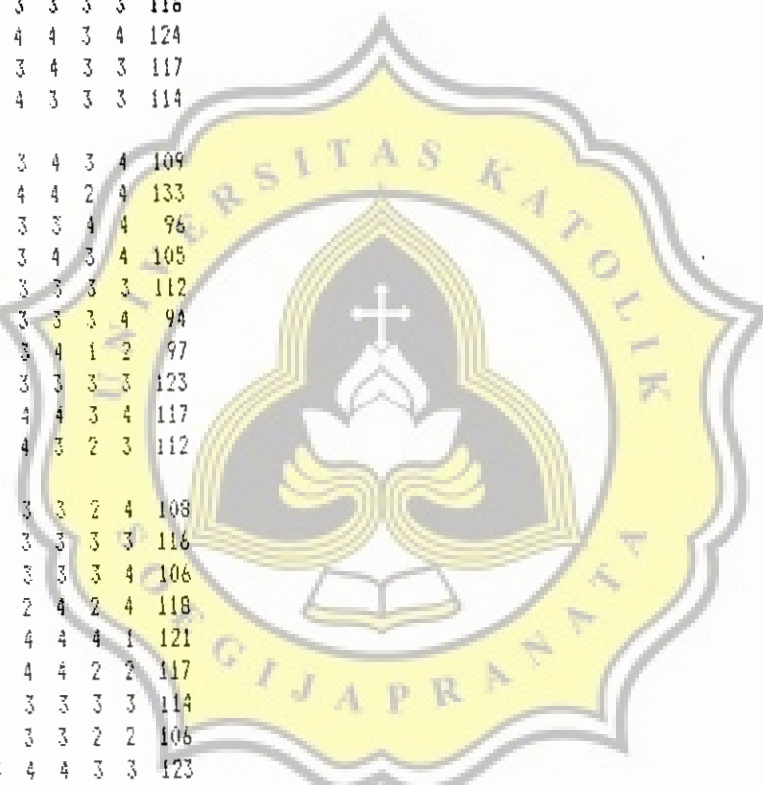 3 3 3 3 116
4 4 3 4 124
3 4 3 3 117
4 3 3 3 114
3 4 3 4 109
4 4 2 4 133
3 3 4 4 96
3 4 3 4 105
3 3 3 3 112
3 3 3 4 94
3 4 1 2 97
3 3 3 3 123
4 4 3 4 117
4 3 2 3 112
3 3 2 4 108
3 3 3 3 116
3 3 3 4 106
2 4 2 4 118
4 4 4 1 121
4 4 2 2 117
3 3 3 3 114
3 3 2 2 106
4 4 3 3 123
UNIVERSITAS KATOLIK
SOEGIJAPRANATA